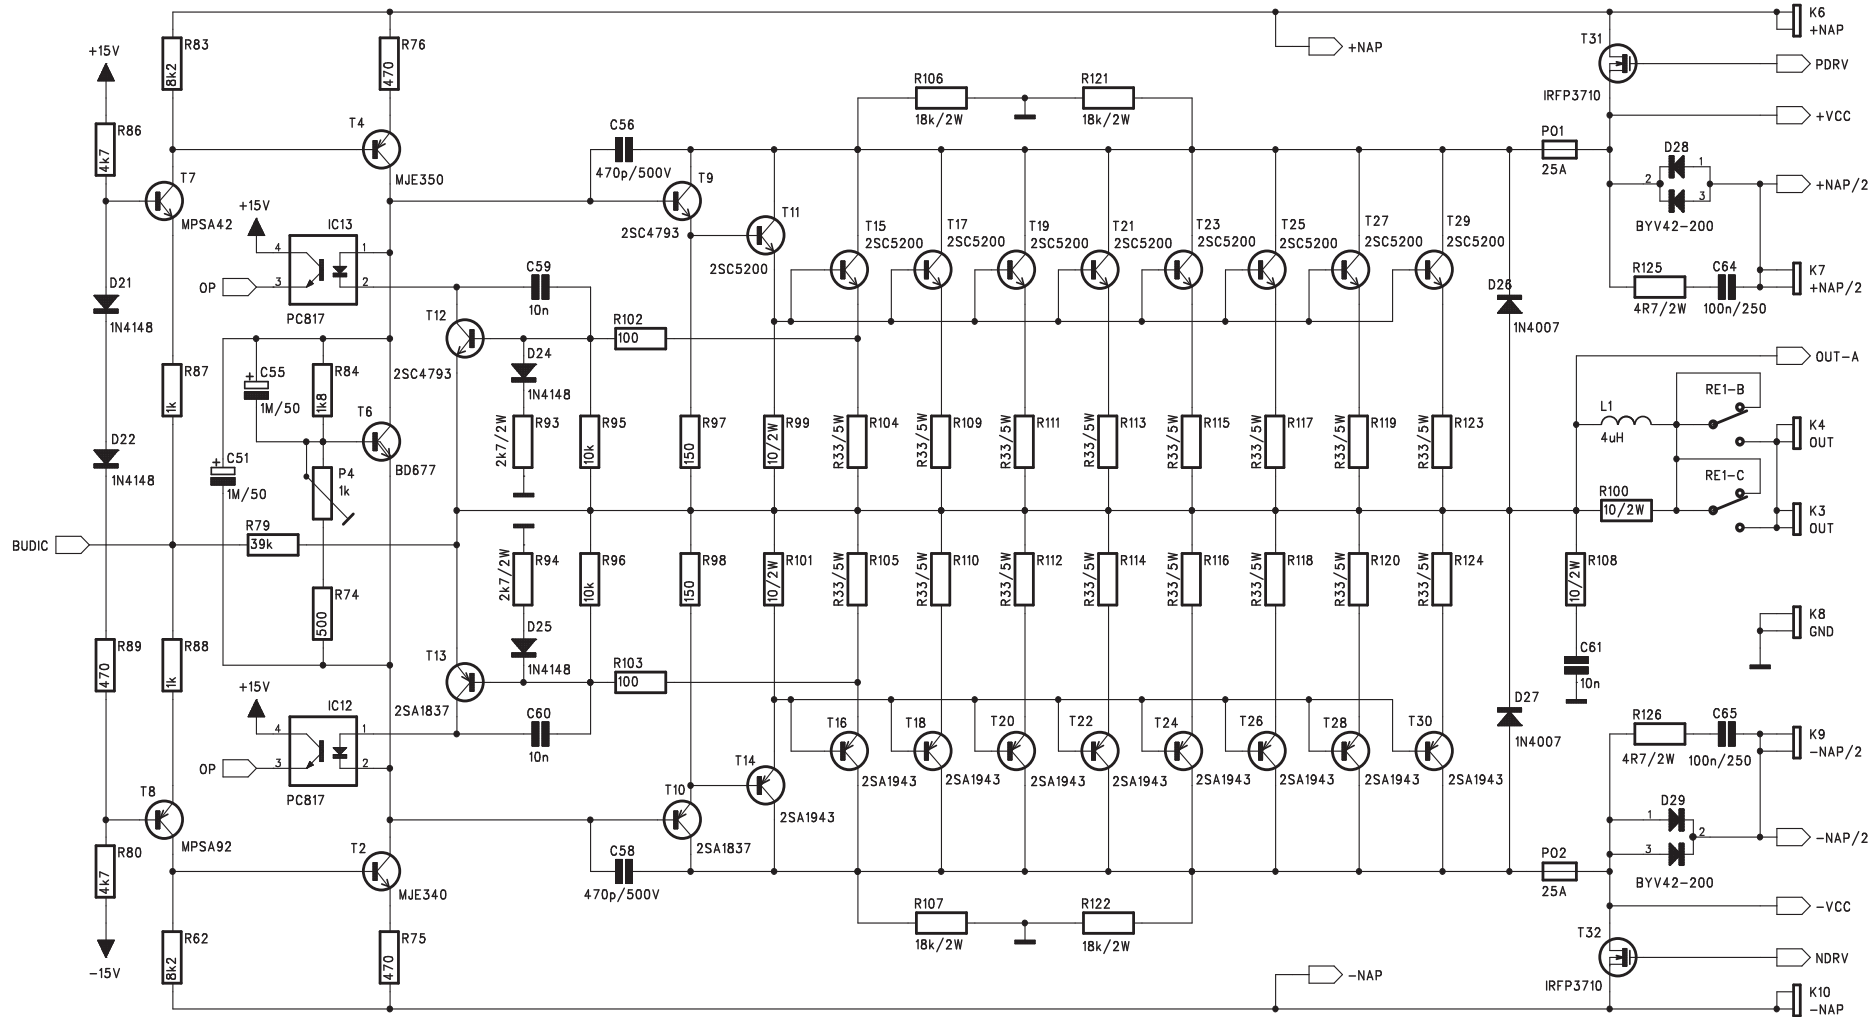 K6
+NAP
R83
8k2
R76
470
T31
+NAP
+15V
PDRV
IRFP3710
R106
18k/2W
R121
18k/2W
+VCC
R86
4k7
T4
MJE350
C56
470p/500V
PO1
25A
D28
1
2
3
BYV42-200
+NAP/2
T7
MPSA42
+15V
IC13
4
1
3
2
PC817
OP
T9
2SC4793
T11
2SC5200
T15
2SC5200
T17
2SC5200
T19
2SC5200
T21
2SC5200
T23
2SC5200
T25
2SC5200
T27
2SC5200
T29
2SC5200
R125
4R7/2W
C64
100n/250
K7
+NAP/2
D21
1N4148
C59
10n
T12
2SC4793
R102
100
D26
1N4007
OUT-A
D24
1N4148
R87
1k
C55
+
1M/50
R84
1k8
T6
BD677
R93
2k7/2W
R95
10k
R97
150
R99
10/2W
R104
R33/5W
R109
R33/5W
R111
R33/5W
R113
R33/5W
R115
R33/5W
R117
R33/5W
R119
R33/5W
R123
R33/5W
L1
4uH
RE1-B
K4
OUT
D22
1N4148
C51
+
1M/50
P4
1k
RE1-C
R100
10/2W
K3
OUT
BUDIC
R79
39k
R94
2k7/2W
R96
10k
R98
150
R101
10/2W
R105
R33/5W
R110
R33/5W
R112
R33/5W
R114
R33/5W
R116
R33/5W
R118
R33/5W
R120
R33/5W
R124
R33/5W
R108
10/2W
R74
500
K8
GND
R89
470
R88
1k
D25
1N4148
T13
2SA1837
R103
100
C61
10n
+15V
IC12
4
1
3
2
PC817
OP
C60
10n
T16
2SA1943
T18
2SA1943
T20
2SA1943
T22
2SA1943
T24
2SA1943
T26
2SA1943
T28
2SA1943
T30
2SA1943
D27
1N4007
R126
4R7/2W
C65
100n/250
K9
-NAP/2
T14
2SA1943
T8
MPSA92
T10
2SA1837
D29
1
2
3
BYV42-200
-NAP/2
R80
4k7
T2
MJE340
C58
470p/500V
PO2
25A
R107
18k/2W
R122
18k/2W
-VCC
R62
8k2
R75
470
T32
IRFP3710
NDRV
-15V
-NAP
K10
-NAP